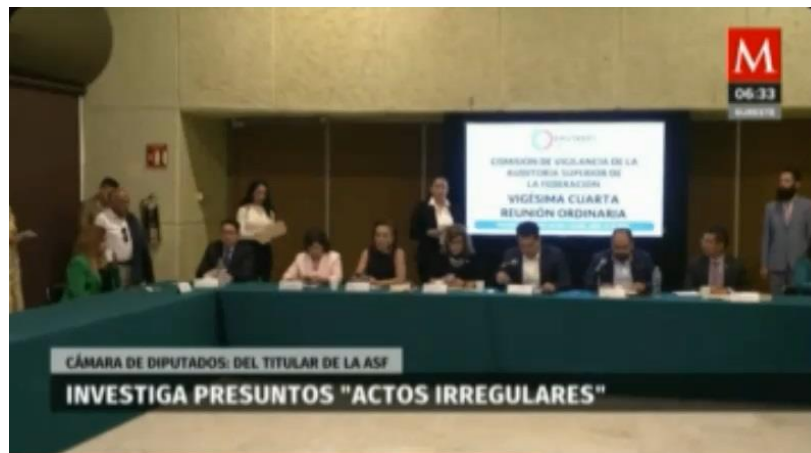 M
06:33
COMISIÓN DE VIGILANCIA DE LA
AUDITORÍA SUPERIOR DE
LA FEDERACIÓN
VIGÉSIMA CUARTA
REUNIÓN ORDINARIA
CÁMARA DE DIPUTADOS: DEL TITULAR DE LA ASF
INVESTIGA PRESUNTOS "ACTOS IRREGULARES"